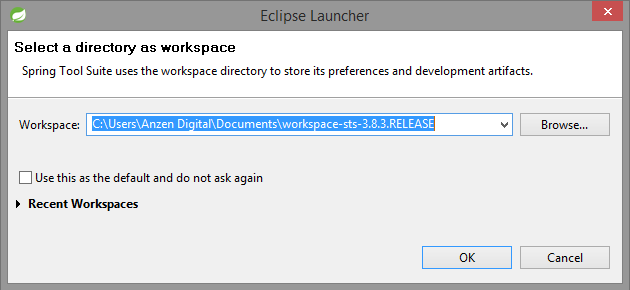 Eclipse Launcher
Select a directory as workspace
Spring Tool Suite uses the workspace directory to store its preferences and development artifacts.
Workspace: C:\Users\Anzen Digital\Documents\workspace-sts-3.8.3.RELEASE Browse...
Use this as the default and do not ask again
Recent Workspaces
OK Cancel